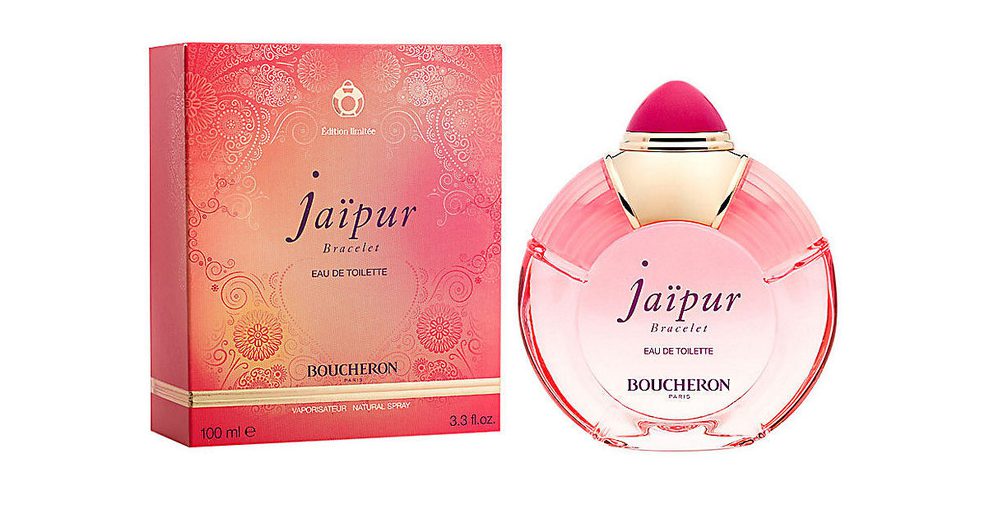 Édition limitée
Jaïpur
Bracelet
EAU DE TOILETTE
BOUCHERON
PARIS
VAPORISATEUR NATURAL SPRAY
100 ml ℮ 3.3 fl.oz.
Jaïpur
Bracelet
EAU DE TOILETTE
BOUCHERON
PARIS